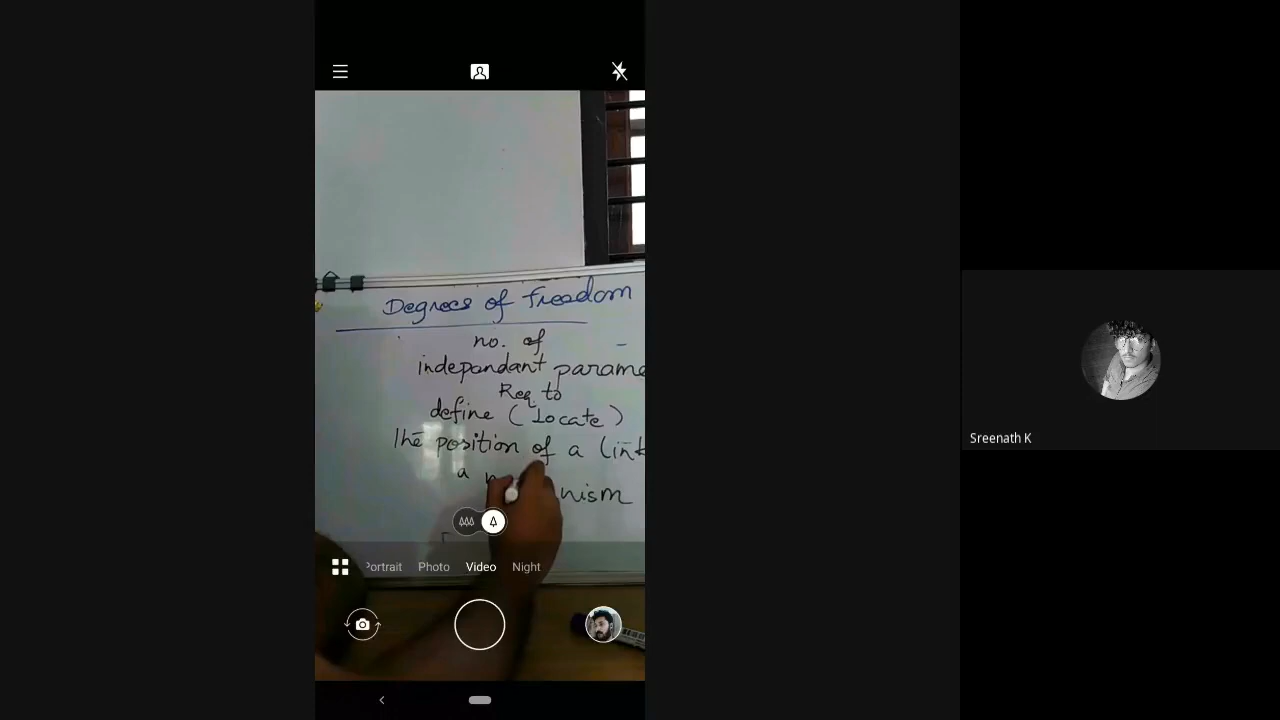 Degrees of freedom
no. of
independant parame
Req to
define (Locate)
The position of a link
a nism
Portrait Photo Video Night
Sreenath K